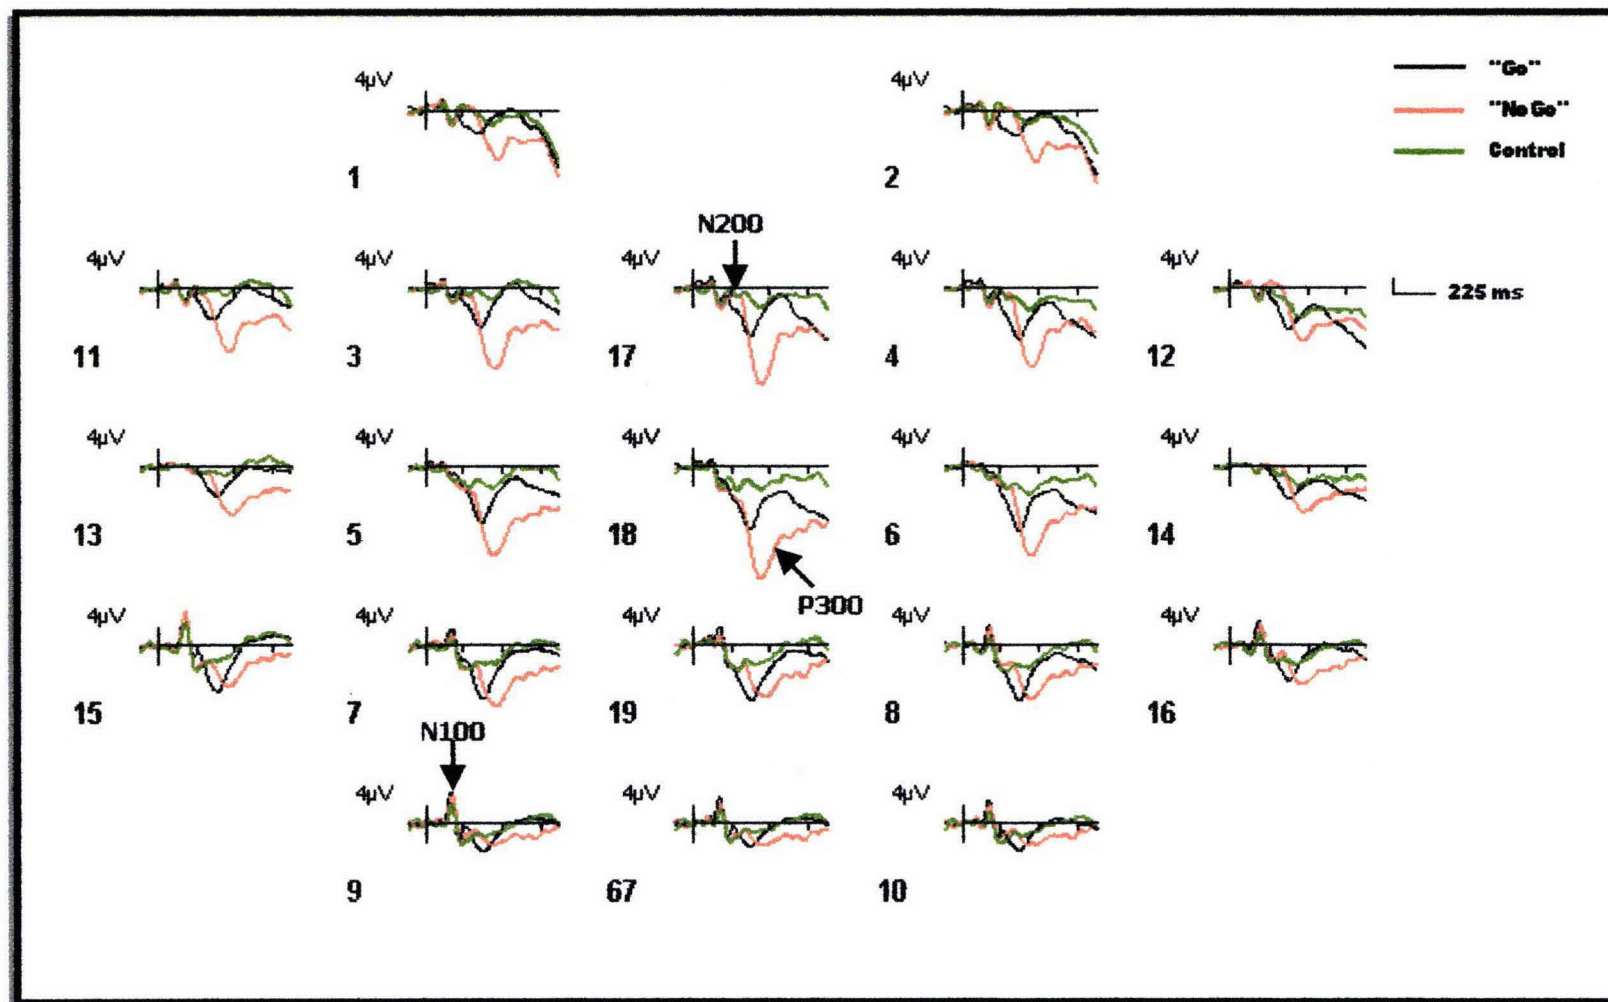 4µV 4µV "Go"
"No Go"
Control
1 2
N200
4µV 4µV 4µV 4µV 4µV 225 ms
11 3 17 4 12
4µV 4µV 4µV 4µV 4µV
13 5 18 6 14
P300
4µV 4µV 4µV 4µV 4µV
15 7 19 8 16
N100
4µV 4µV 4µV
9 67 10